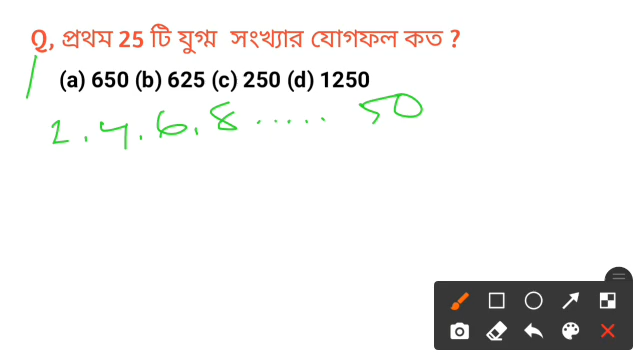 Q, প্রথম 25 টি যুগ্ম সংখ্যার যোগফল কত ?
(a) 650 (b) 625 (c) 250 (d) 1250
2 . 4 . 6 . 8 ..... 50